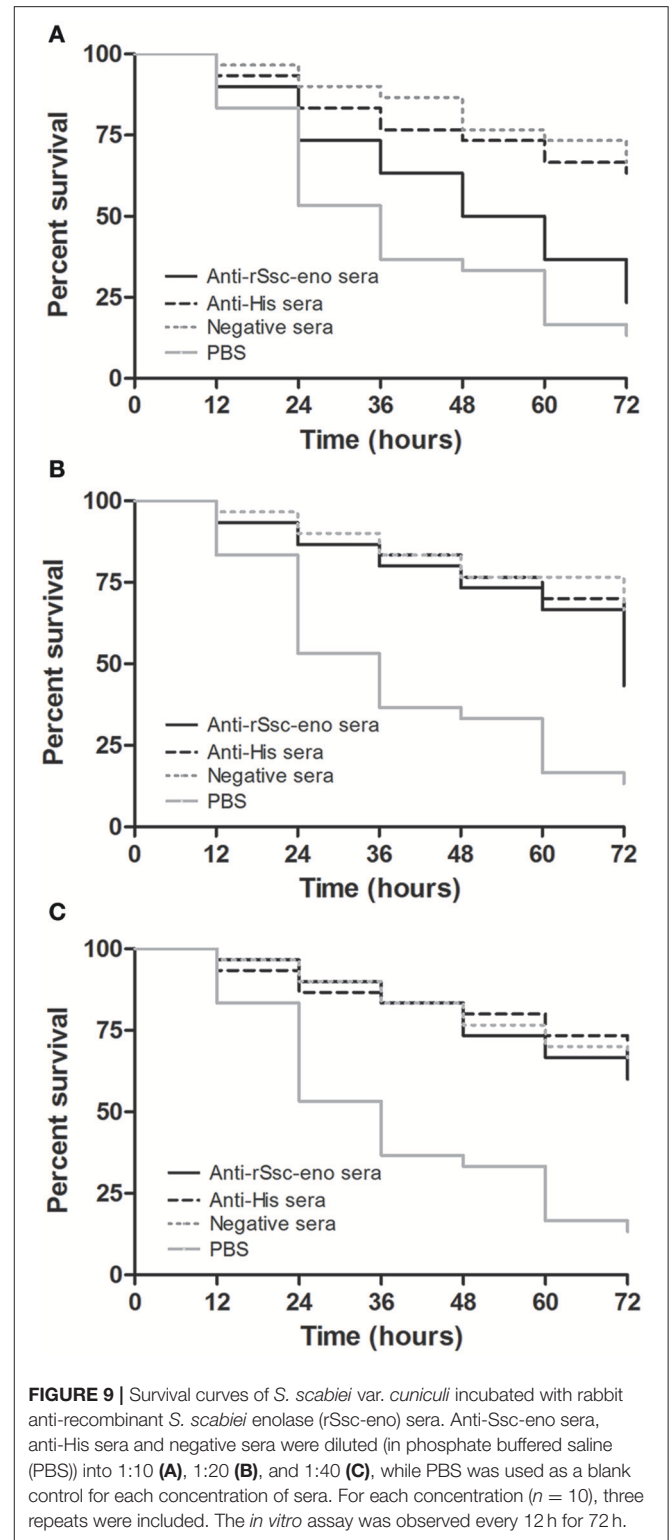 A
Percent survival
100
75
50
25
0
Anti-rSsc-eno sera
Anti-His sera
Negative sera
PBS
0 12 24 36 48 60 72
Time (hours)
B
Percent survival
100
75
50
25
0
Anti-rSsc-eno sera
Anti-His sera
Negative sera
PBS
0 12 24 36 48 60 72
Time (hours)
C
Percent survival
100
75
50
25
0
Anti-rSsc-eno sera
Anti-His sera
Negative sera
PBS
0 12 24 36 48 60 72
Time (hours)
FIGURE 9 | Survival curves of S. scabiei var. cuniculi incubated with rabbit
anti-recombinant S. scabiei enolase (rSsc-eno) sera. Anti-Ssc-eno sera,
anti-His sera and negative sera were diluted (in phosphate buffered saline
(PBS)) into 1:10 (A), 1:20 (B), and 1:40 (C), while PBS was used as a blank
control for each concentration of sera. For each concentration (n = 10), three
repeats were included. The in vitro assay was observed every 12 h for 72 h.